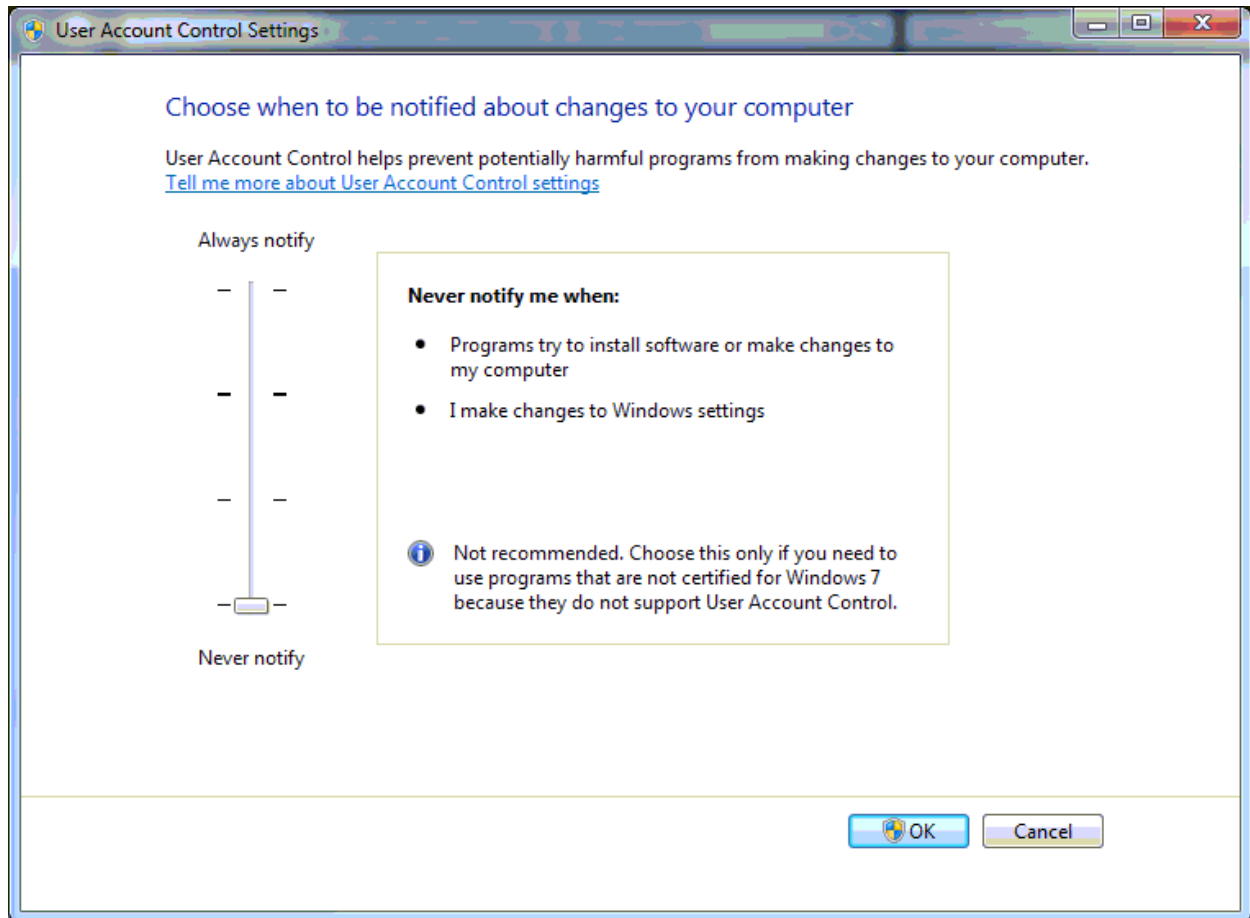 User Account Control Settings
Choose when to be notified about changes to your computer
User Account Control helps prevent potentially harmful programs from making changes to your computer.
Tell me more about User Account Control settings
Always notify
Never notify me when:
Programs try to install software or make changes to
my computer
I make changes to Windows settings
Not recommended. Choose this only if you need to
use programs that are not certified for Windows 7
because they do not support User Account Control.
Never notify
OK
Cancel